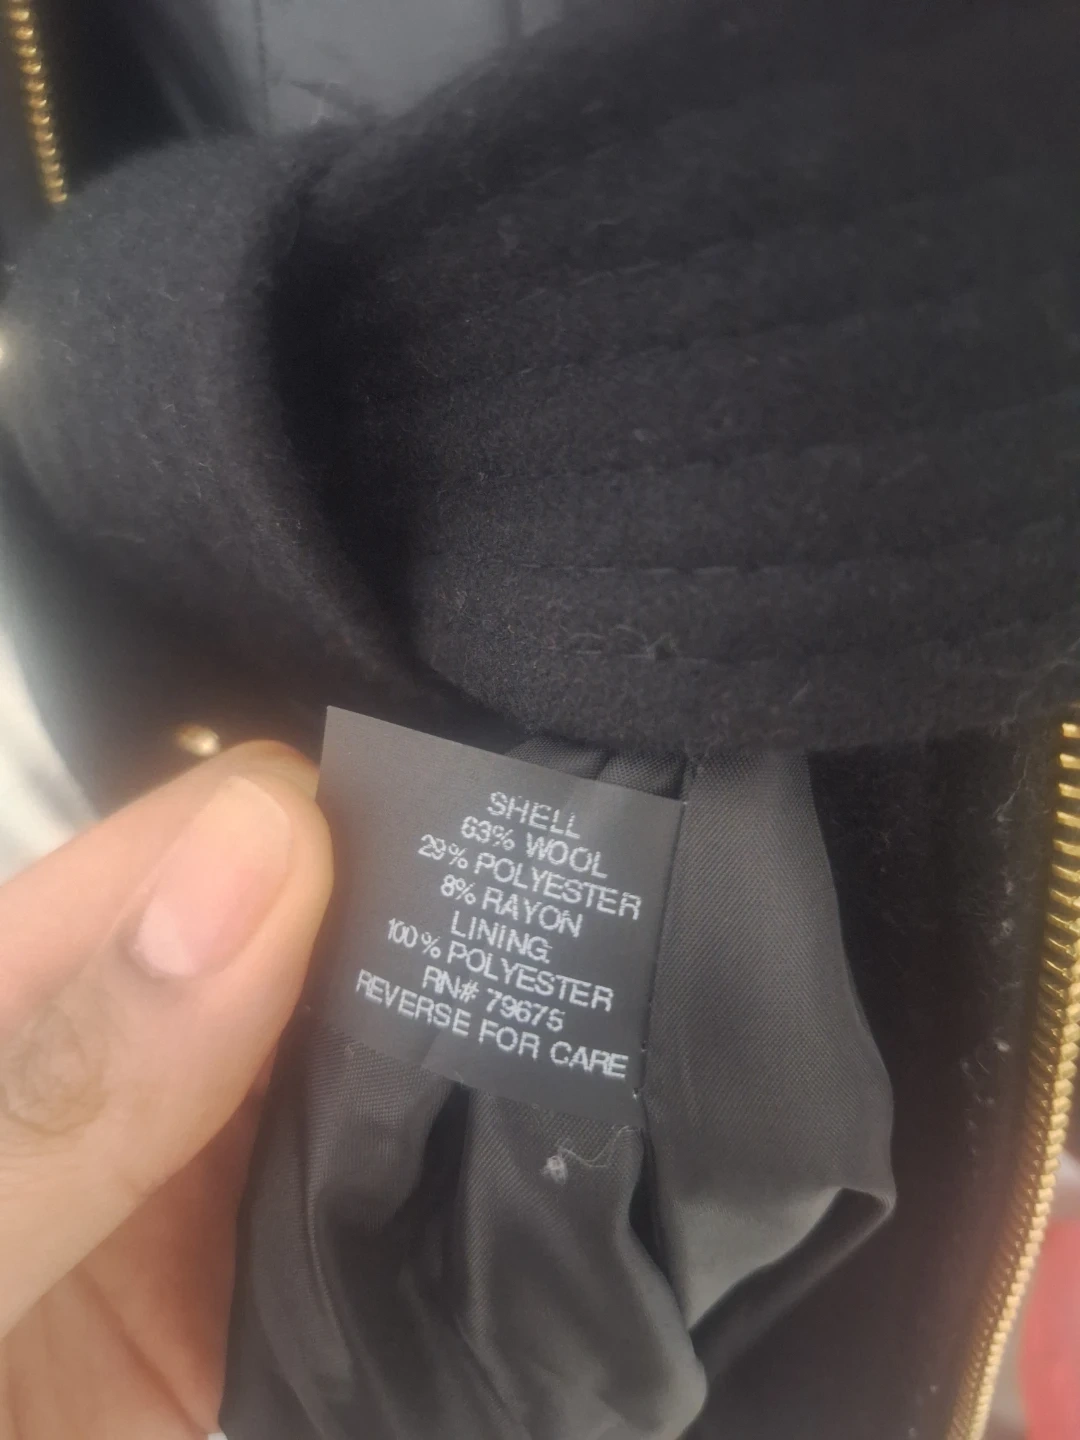 SHELL
63% WOOL
29% POLYESTER
8% RAYON
LINING
100% POLYESTER
RN# 79675
REVERSE FOR CARE